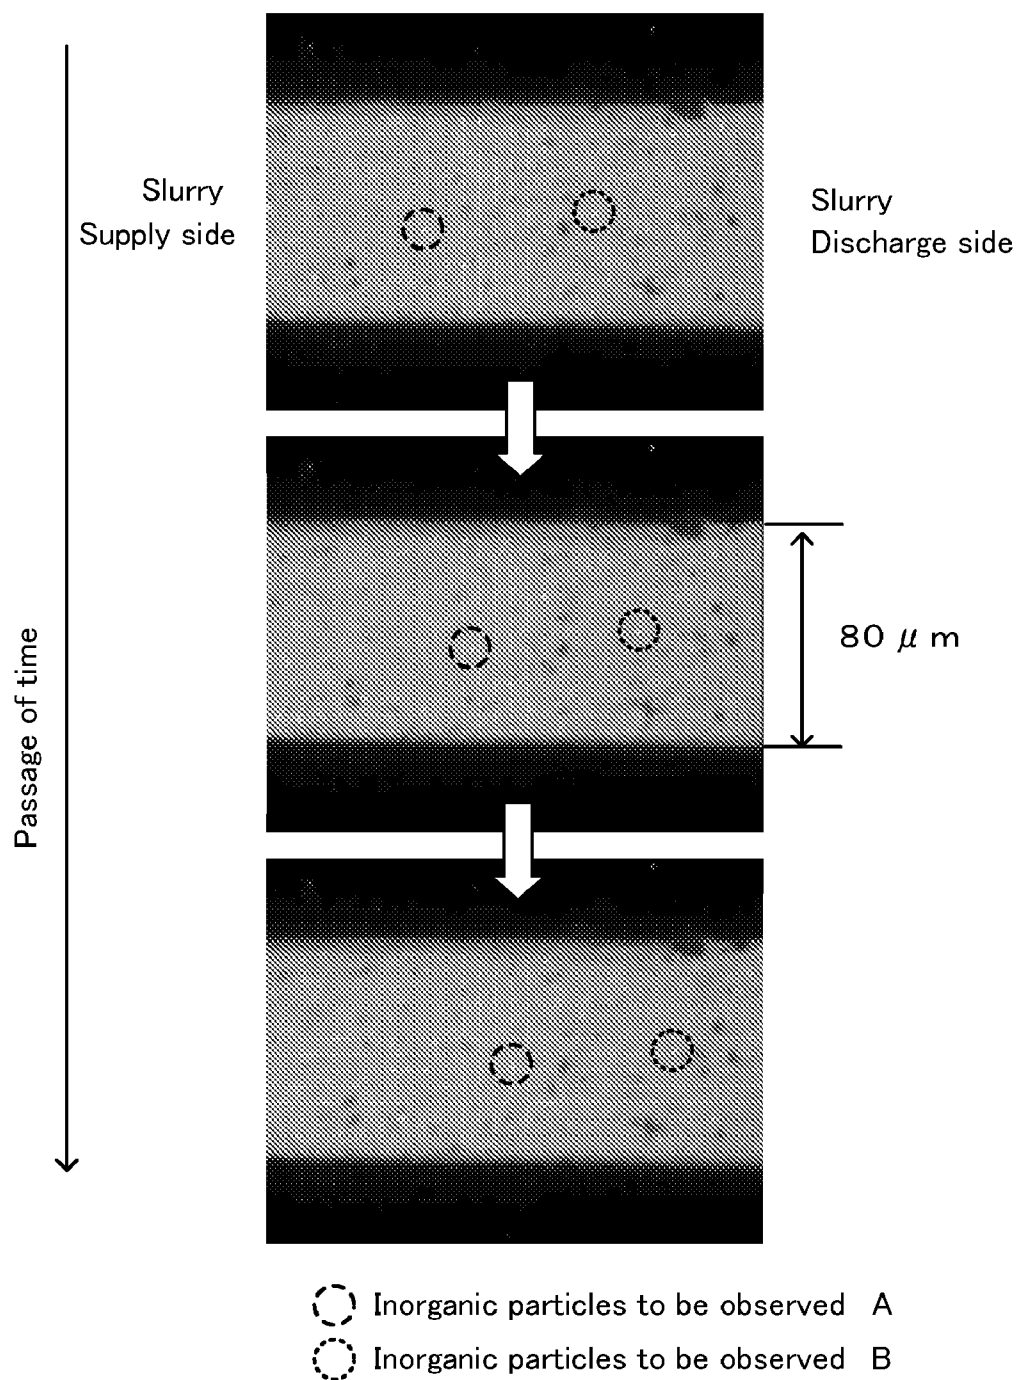 Slurry
Supply side
Slurry
Discharge side
Passage of time
80 μm
Inorganic particles to be observed A
Inorganic particles to be observed B